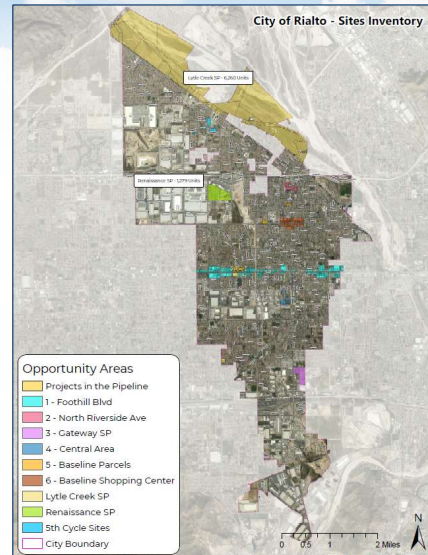 City of Rialto - Sites Inventory
Lytle Creek SP - 6,260 Units
Renaissance SP - 1,279 Units
Opportunity Areas
Projects in the Pipeline
1 - Foothill Blvd
2 - North Riverside Ave
3 - Gateway SP
4 - Central Area
5 - Baseline Parcels
6 - Baseline Shopping Center
Lytle Creek SP
Renaissance SP
5th Cycle Sites
City Boundary
N
0 0.5 1 2 Miles